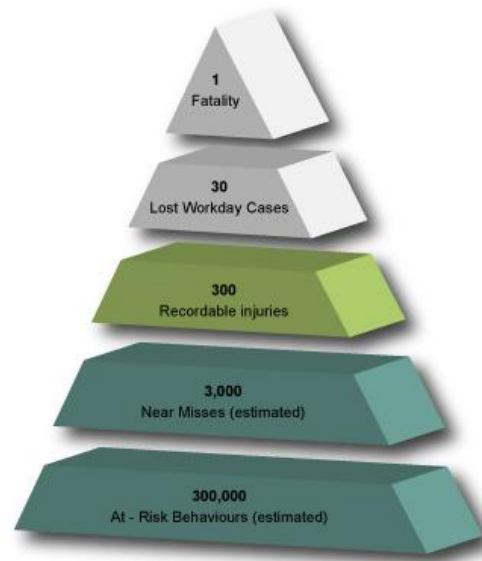 1
Fatality
30
Lost Workday Cases
300
Recordable injuries
3,000
Near Misses (estimated)
300,000
At - Risk Behaviours (estimated)